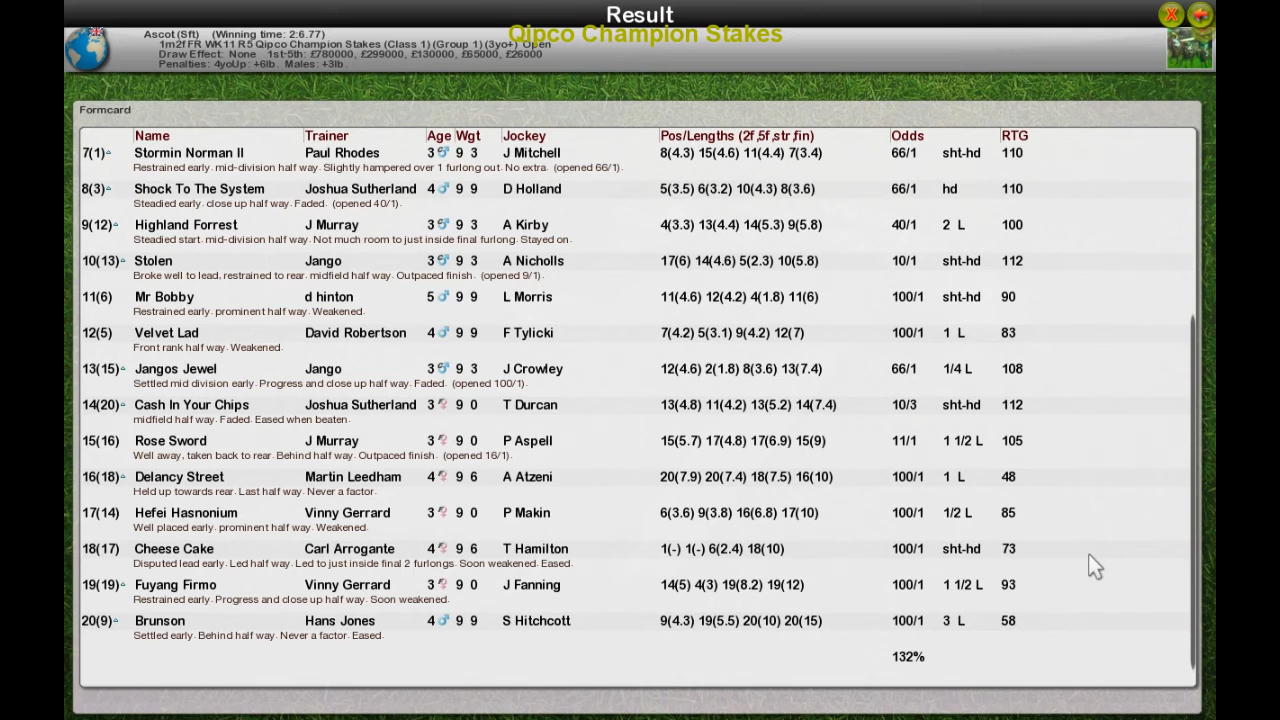 Result
Qipco Champion Stakes
Ascot (Sft) (Winning time: 2:6.77)
1m2f FR WK11 R5 Qipco Champion Stakes (Class 1) (Group 1) (3yo+) Open
Draw Effect: None 1st-5th: £780000, £299000, £130000, £65000, £26000
Penalties: 4yoUp: +6lb. Males: +3lb.
Formcard
Name Trainer Age Wgt Jockey Pos/Lengths (2f,5f,str,fin) Odds RTG
7(1) Stormin Norman II Paul Rhodes 3 9 3 J Mitchell 8(4.3) 15(4.6) 11(4.4) 7(3.4) 66/1 sht-hd 110
Restrained early. mid-division half way. Slightly hampered over 1 furlong out. No extra. (opened 66/1).
8(3) Shock To The System Joshua Sutherland 4 9 9 D Holland 5(3.5) 6(3.2) 10(4.3) 8(3.6) 66/1 hd 110
Steadied early. close up half way. Faded. (opened 40/1).
9(12) Highland Forrest J Murray 3 9 3 A Kirby 4(3.3) 13(4.4) 14(5.3) 9(5.8) 40/1 2 L 100
Steadied start. mid-division half way. Not much room to just inside final furlong. Stayed on.
10(13) Stolen Jango 3 9 3 A Nicholls 17(6) 14(4.6) 5(2.3) 10(5.8) 10/1 sht-hd 112
Broke well to lead, restrained to rear. midfield half way. Outpaced finish. (opened 9/1).
11(6) Mr Bobby d hinton 5 9 9 L Morris 11(4.6) 12(4.2) 4(1.8) 11(6) 100/1 sht-hd 90
Restrained early. prominent half way. Weakened.
12(5) Velvet Lad David Robertson 4 9 9 F Tylicki 7(4.2) 5(3.1) 9(4.2) 12(7) 100/1 1 L 83
Front rank half way. Weakened.
13(15) Jangos Jewel Jango 3 9 3 J Crowley 12(4.6) 2(1.8) 8(3.6) 13(7.4) 66/1 1/4 L 108
Settled mid division early. Progress and close up half way. Faded. (opened 100/1).
14(20) Cash In Your Chips Joshua Sutherland 3 9 0 T Durcan 13(4.8) 11(4.2) 13(5.2) 14(7.4) 10/3 sht-hd 112
midfield half way. Faded. Eased when beaten.
15(16) Rose Sword J Murray 3 9 0 P Aspell 15(5.7) 17(4.8) 17(6.9) 15(9) 11/1 1 1/2 L 105
Well away, taken back to rear. Behind half way. Outpaced finish. (opened 16/1).
16(18) Delancy Street Martin Leedham 4 9 6 A Atzeni 20(7.9) 20(7.4) 18(7.5) 16(10) 100/1 1 L 48
Held up towards rear. Last half way. Never a factor.
17(14) Hefei Hasnonium Vinny Gerrard 3 9 0 P Makin 6(3.6) 9(3.8) 16(6.8) 17(10) 100/1 1/2 L 85
Well placed early. prominent half way. Weakened.
18(17) Cheese Cake Carl Arrogante 4 9 6 T Hamilton 1(-) 1(-) 6(2.4) 18(10) 100/1 sht-hd 73
Disputed lead early. Led half way. Led to just inside final 2 furlongs. Soon weakened. Eased.
19(19) Fuyang Firmo Vinny Gerrard 3 9 0 J Fanning 14(5) 4(3) 19(8.2) 19(12) 100/1 1 1/2 L 93
Restrained early. Progress and close up half way. Soon weakened.
20(9) Brunson Hans Jones 4 9 9 S Hitchcott 9(4.3) 19(5.5) 20(10) 20(15) 100/1 3 L 58
Settled early. Behind half way. Never a factor. Eased.
132%